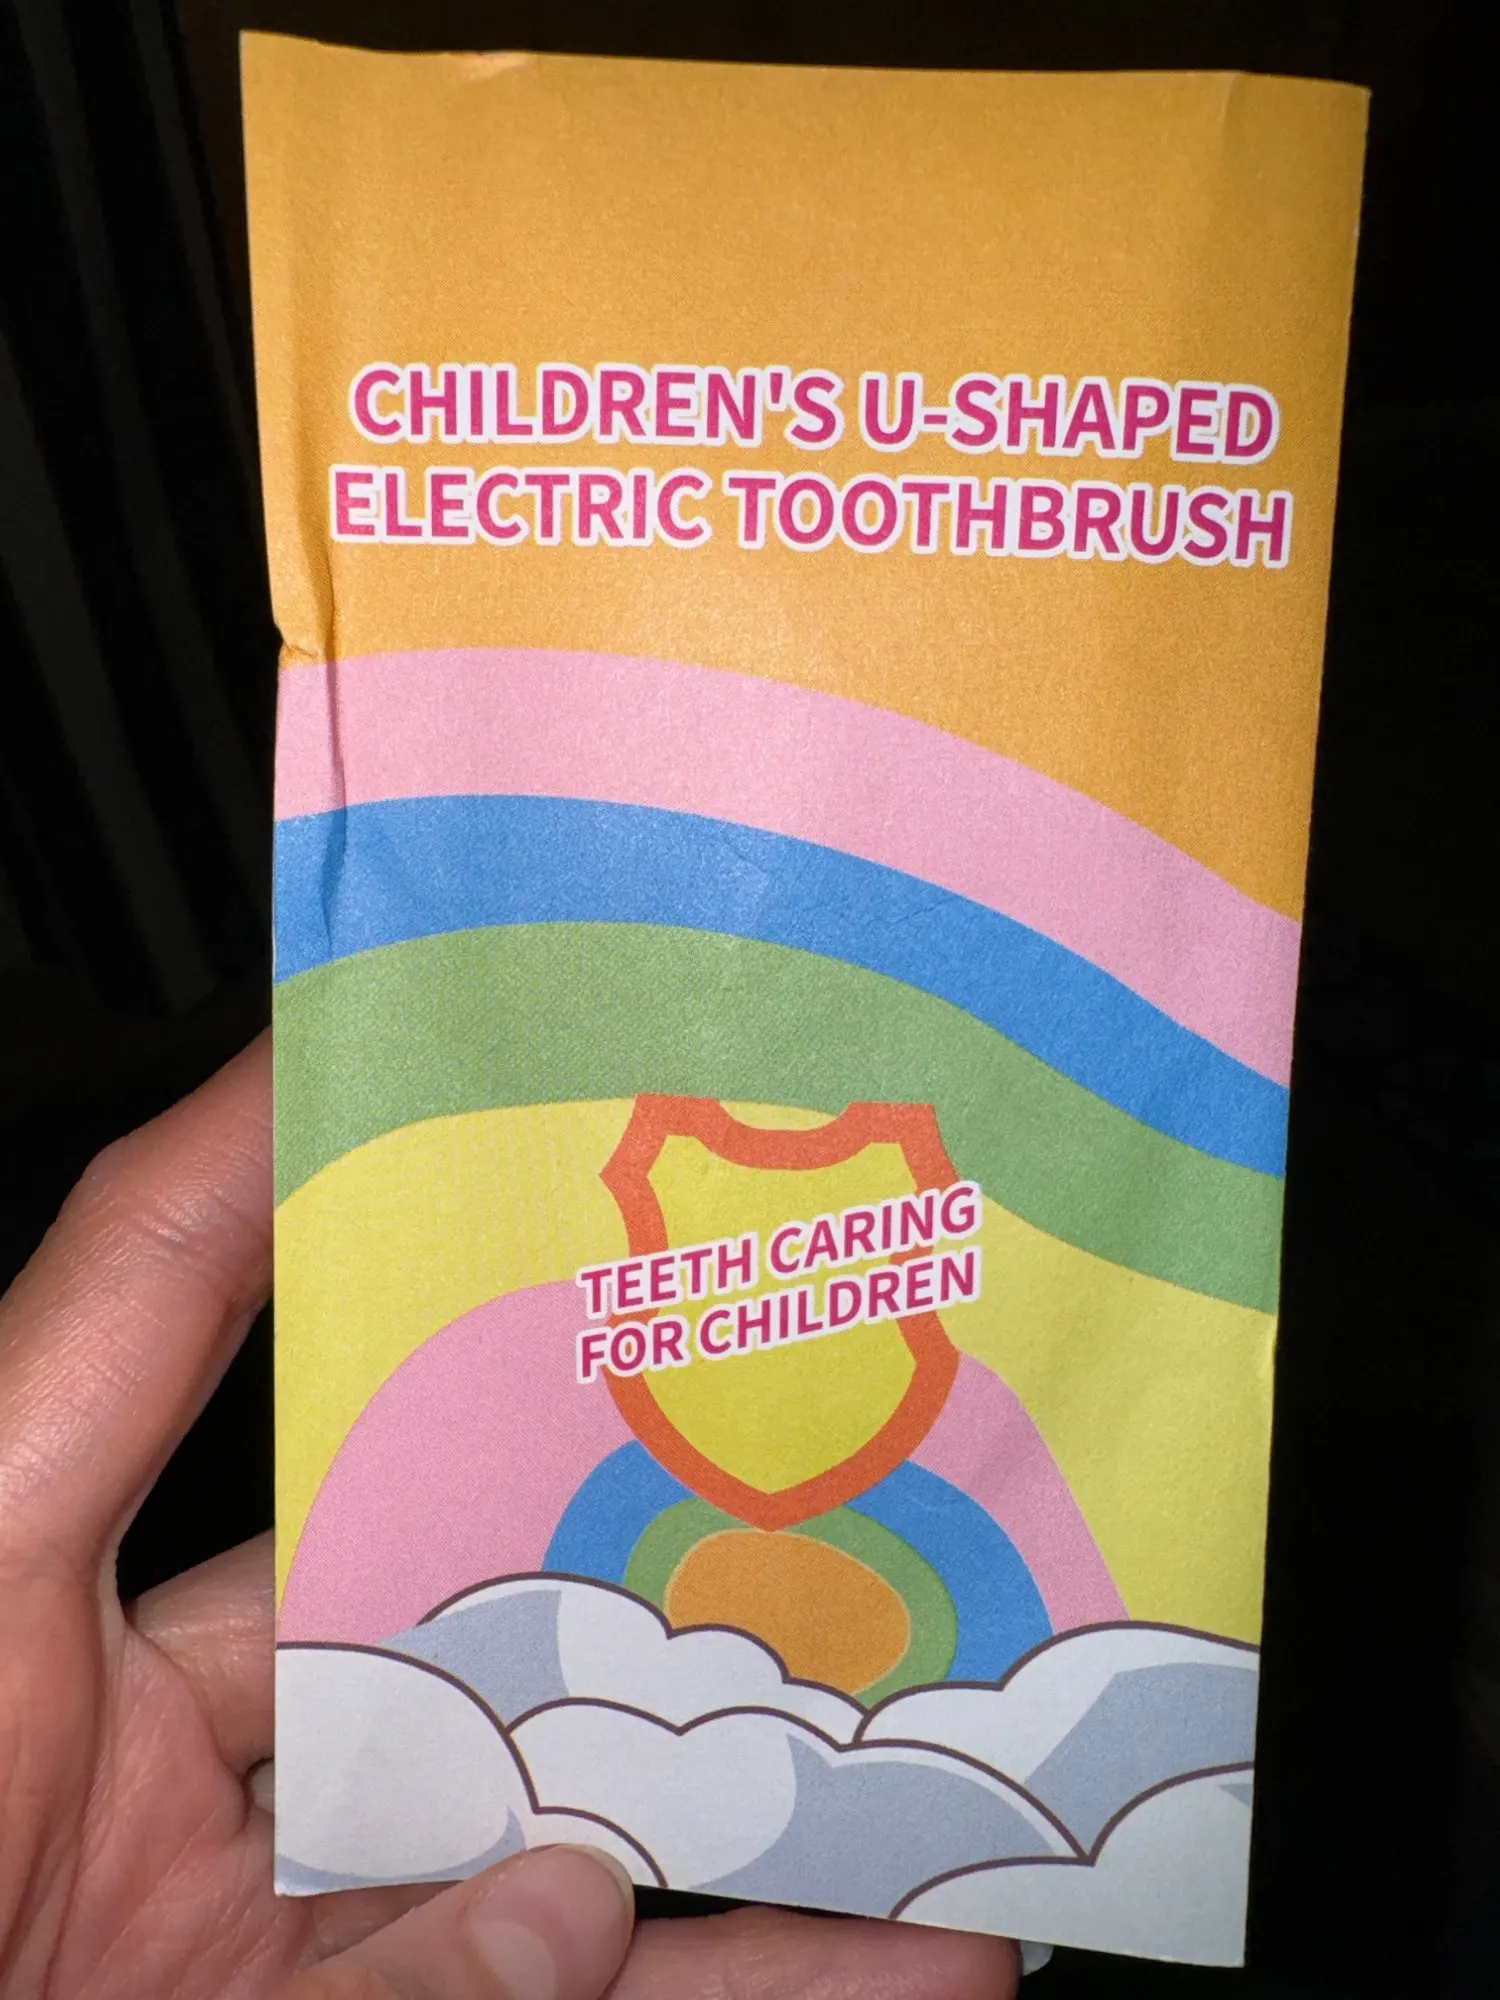 CHILDREN'S U-SHAPED
ELECTRIC TOOTHBRUSH
TEETH CARING
FOR CHILDREN